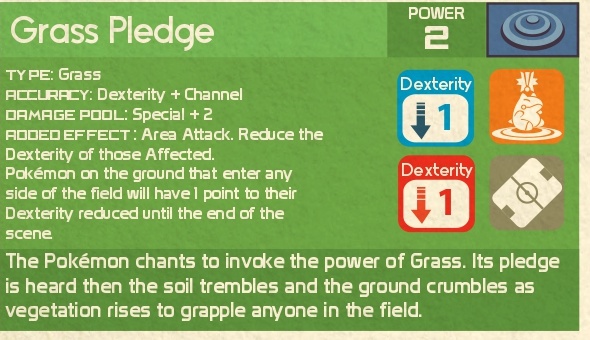 Grass Pledge
POWER
2
TYPE: Grass
ACCURACY: Dexterity + Channel
DAMAGE POOL: Special + 2
ADDED EFFECT: Area Attack. Reduce the
Dexterity of those Affected.
Pokémon on the ground that enter any
side of the field will have 1 point to their
Dexterity reduced until the end of the
scene.
Dexterity
1
Dexterity
1
The Pokémon chants to invoke the power of Grass. Its pledge
is heard then the soil trembles and the ground crumbles as
vegetation rises to grapple anyone in the field.